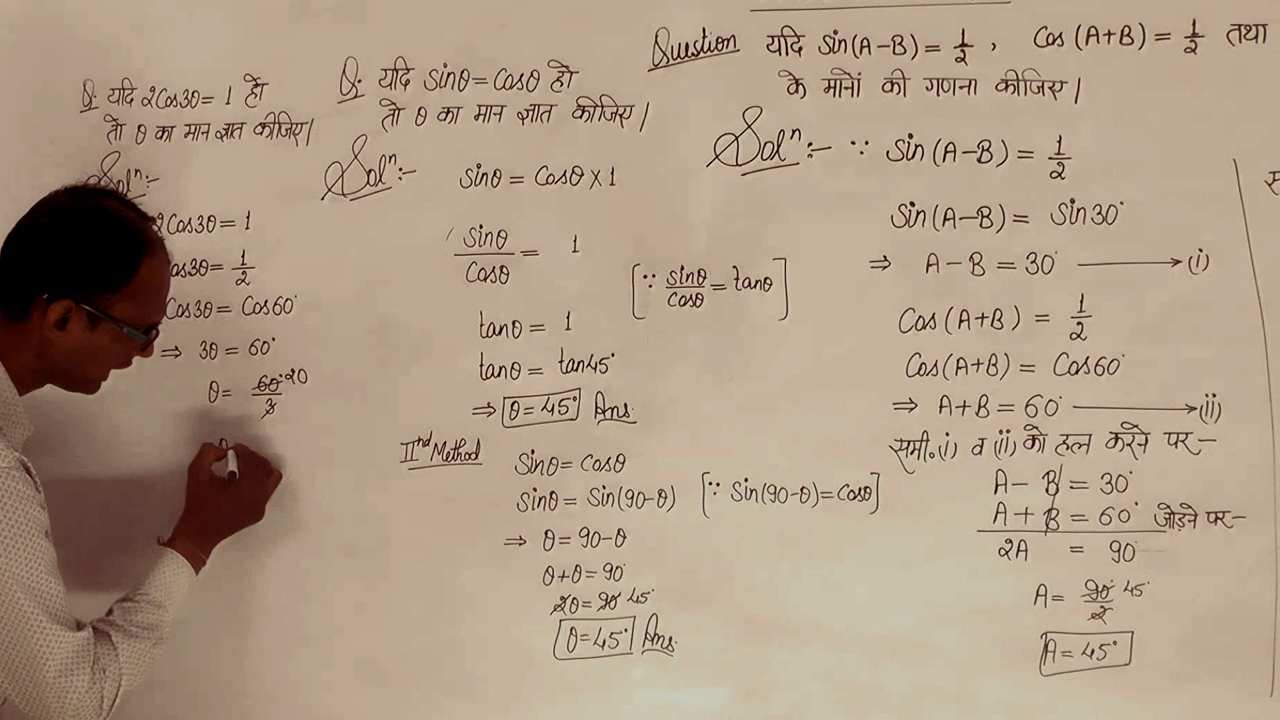 Q. यदि 2Cos3θ = 1 हो
तो θ का मान ज्ञात कीजिए।
Solⁿ:-
2Cos3θ = 1
Cos3θ = 1/2
Cos3θ = Cos60°
⇒ 3θ = 60°
θ = 60°/3 20
Q. यदि Sinθ = Cosθ हो
तो θ का मान ज्ञात कीजिए।
Solⁿ:- Sinθ = Cosθ × 1
Sinθ/Cosθ = 1
[∵ Sinθ/Cosθ = tanθ]
tanθ = 1
tanθ = tan45°
⇒ θ = 45° Ans.
IInd Method
Sinθ = Cosθ
Sinθ = Sin(90-θ) [∵ Sin(90-θ) = Cosθ]
⇒ θ = 90-θ
θ+θ = 90°
2θ = 90° 45°
θ = 45° Ans.
Question यदि Sin(A-B) = 1/2, Cos(A+B) = 1/2 तथा
के मानों की गणना कीजिए।
Solⁿ:- ∵ Sin(A-B) = 1/2
Sin(A-B) = Sin30°
⇒ A-B = 30° → (i)
Cos(A+B) = 1/2
Cos(A+B) = Cos60°
⇒ A+B = 60° → (ii)
समी.(i) व (ii) को हल करने पर-
A - B = 30°
A + B = 60° जोड़ने पर-
2A = 90°
A = 90°/2 45°
A = 45°